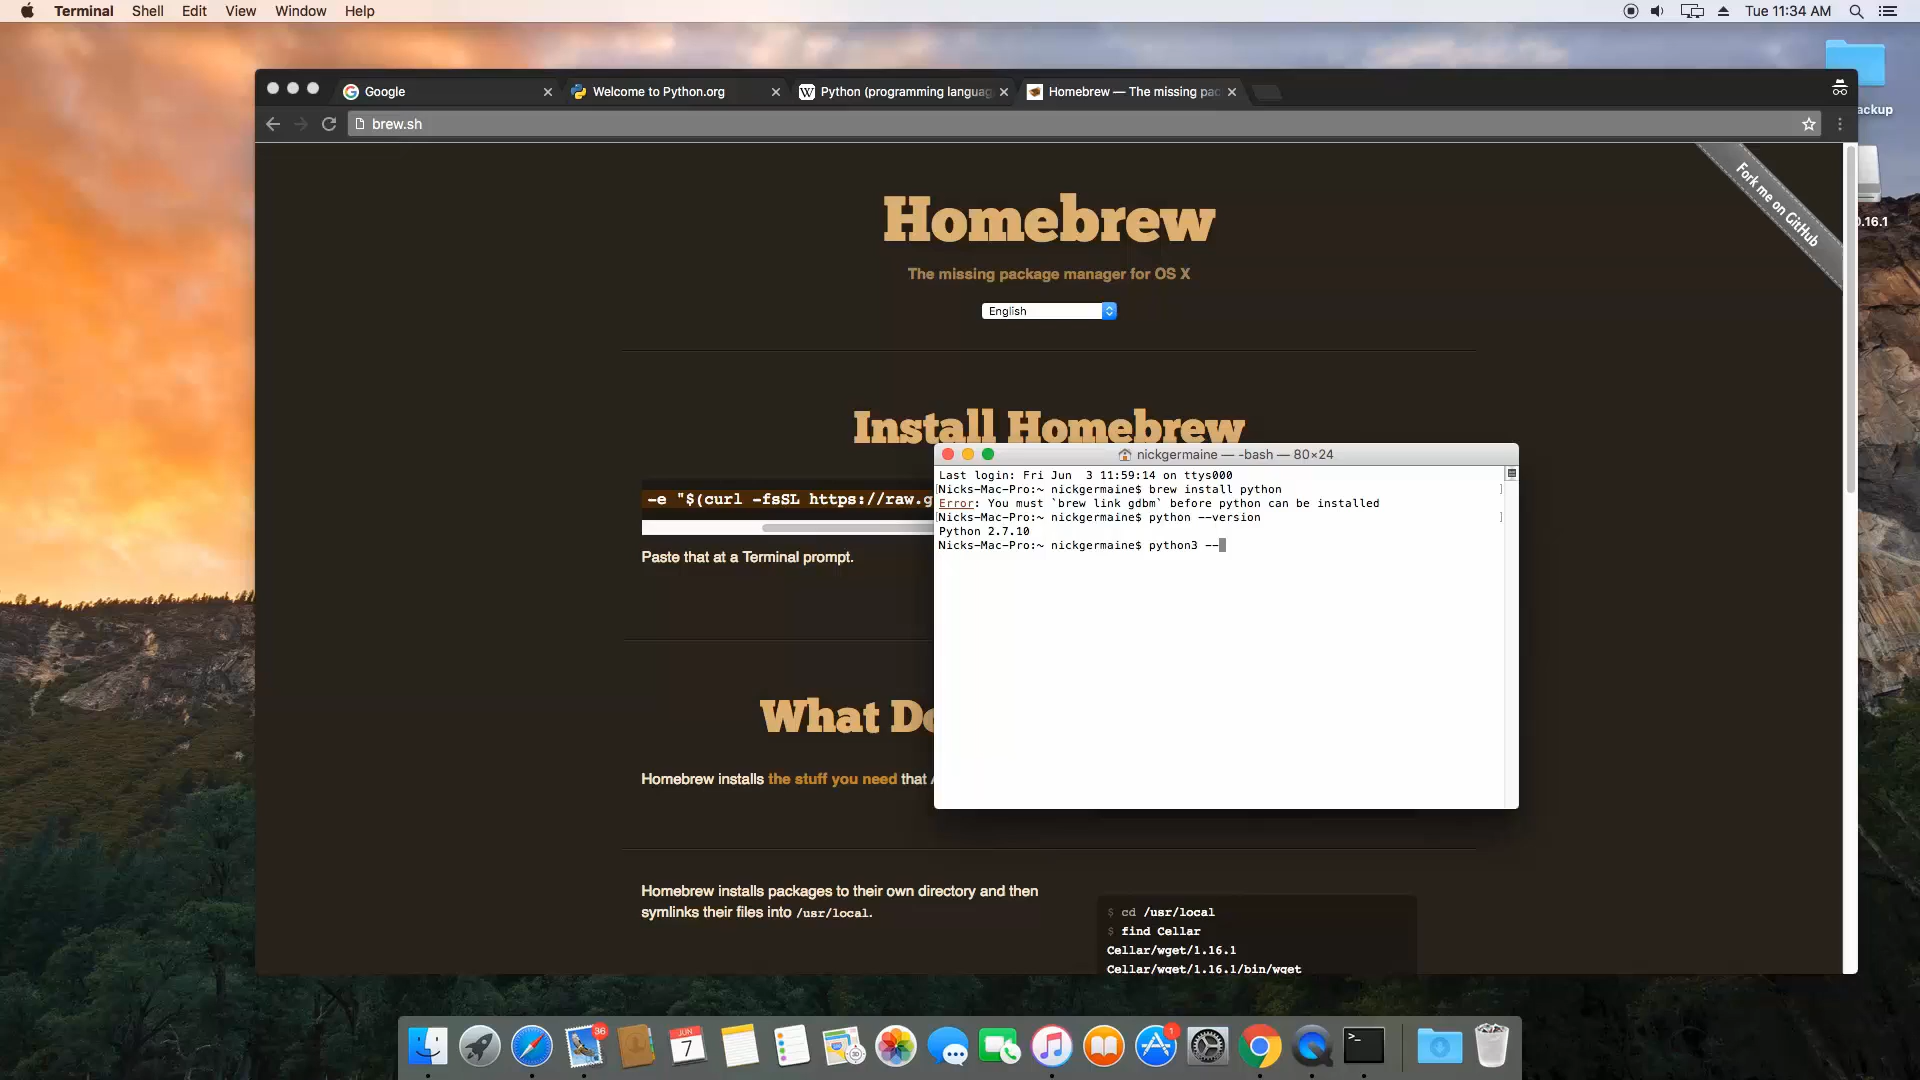 Terminal Shell Edit View Window Help
Tue 11:34 AM
ackup
0.16.1
Google
Welcome to Python.org
Python (programming languag
Homebrew — The missing pac
brew.sh
Fork me on GitHub
Homebrew
The missing package manager for OS X
English
Install Homebrew
-e "$(curl -fsSL https://raw.g
Paste that at a Terminal prompt.
What Do
Homebrew installs the stuff you need that
nickgermaine — -bash — 80×24
Last login: Fri Jun  3 11:59:14 on ttys000
[Nicks-Mac-Pro:~ nickgermaine$ brew install python ]
Error: You must `brew link gdbm` before python can be installed
[Nicks-Mac-Pro:~ nickgermaine$ python --version ]
Python 2.7.10
Nicks-Mac-Pro:~ nickgermaine$ python3 --
Homebrew installs packages to their own directory and then
symlinks their files into /usr/local.
$ cd /usr/local
$ find Cellar
Cellar/wget/1.16.1
Cellar/wget/1.16.1/bin/wget
36
JUN
7
1